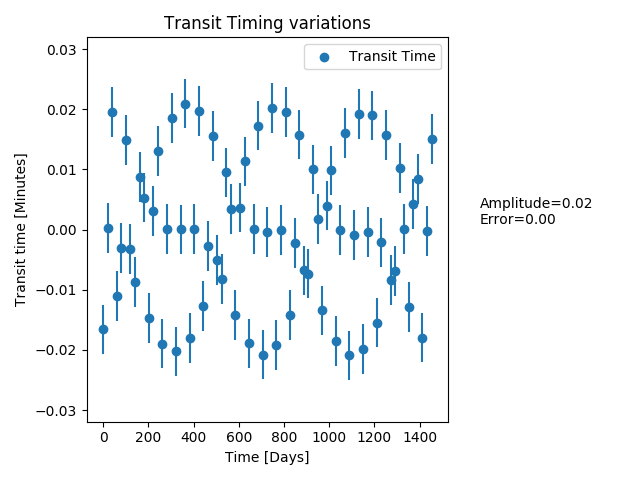 Transit Timing variations
Transit Time
Transit time [Minutes]
0.03
0.02
0.01
0.00
−0.01
−0.02
−0.03
0 200 400 600 800 1000 1200 1400
Time [Days]
Amplitude=0.02
Error=0.00